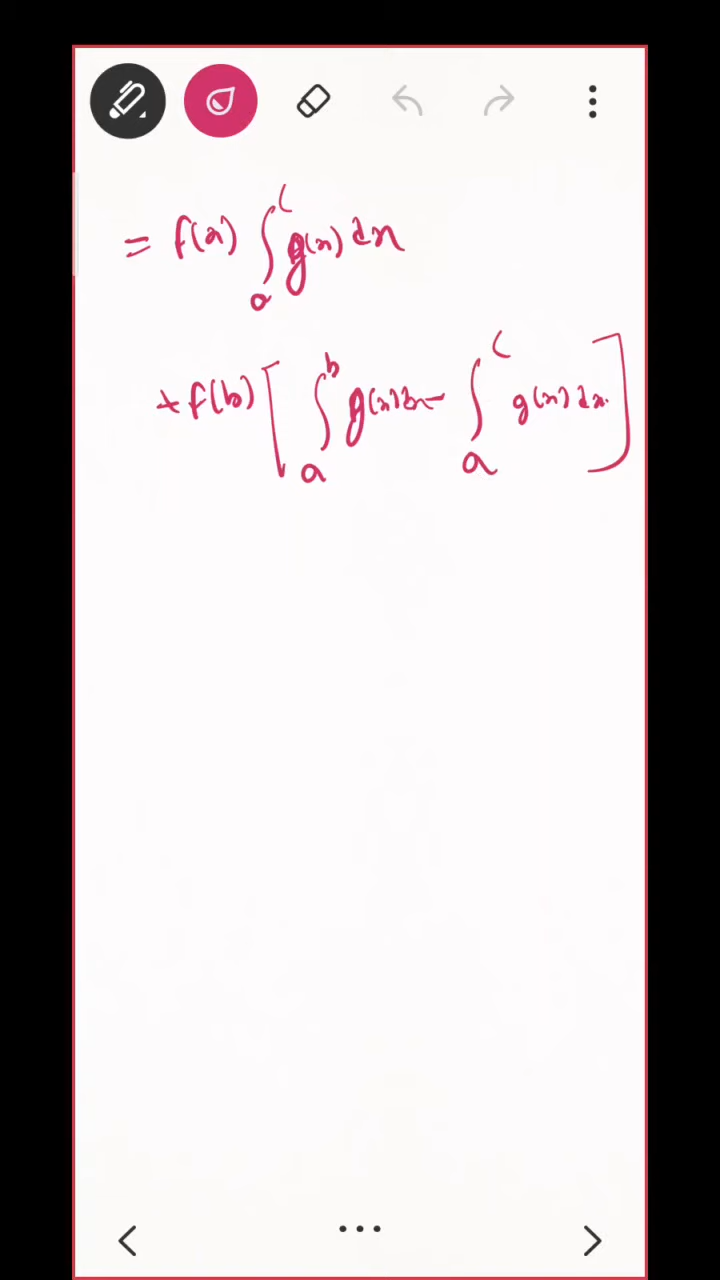 = f(a) ∫_a^c g(x) dx
+ f(b) [ ∫_a^b g(x) dx − ∫_a^c g(x) dx ]